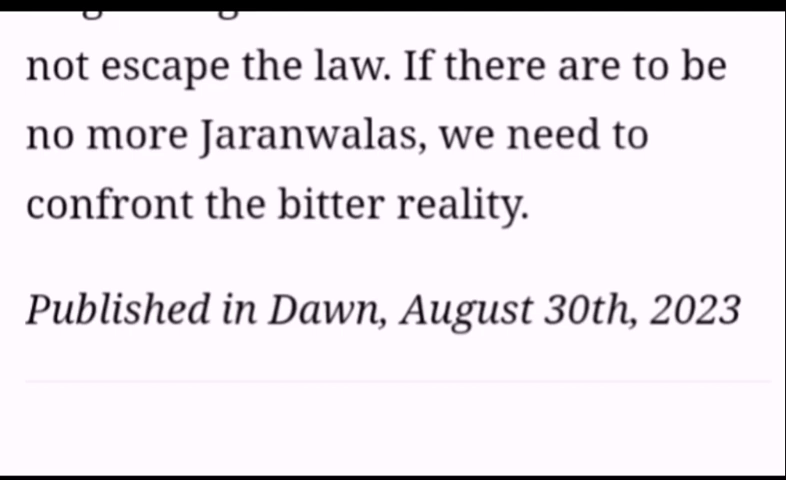 not escape the law. If there are to be
no more Jaranwalas, we need to
confront the bitter reality.
Published in Dawn, August 30th, 2023